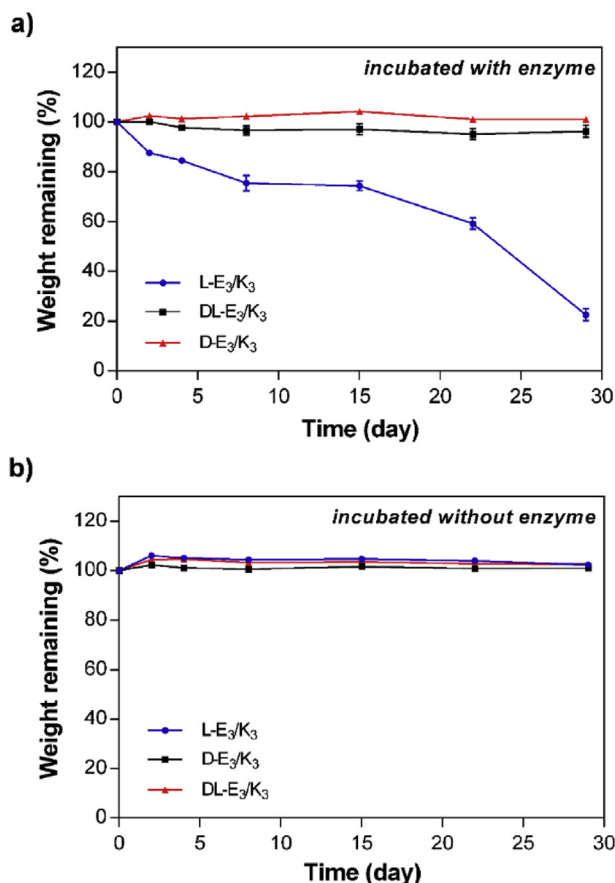 a)
incubated with enzyme
120
100
80
60
40
20
0
Weight remaining (%)
L-E₃/K₃
DL-E₃/K₃
D-E₃/K₃
0 5 10 15 20 25 30
Time (day)
b)
incubated without enzyme
120
100
80
60
40
20
0
Weight remaining (%)
L-E₃/K₃
D-E₃/K₃
DL-E₃/K₃
0 5 10 15 20 25 30
Time (day)